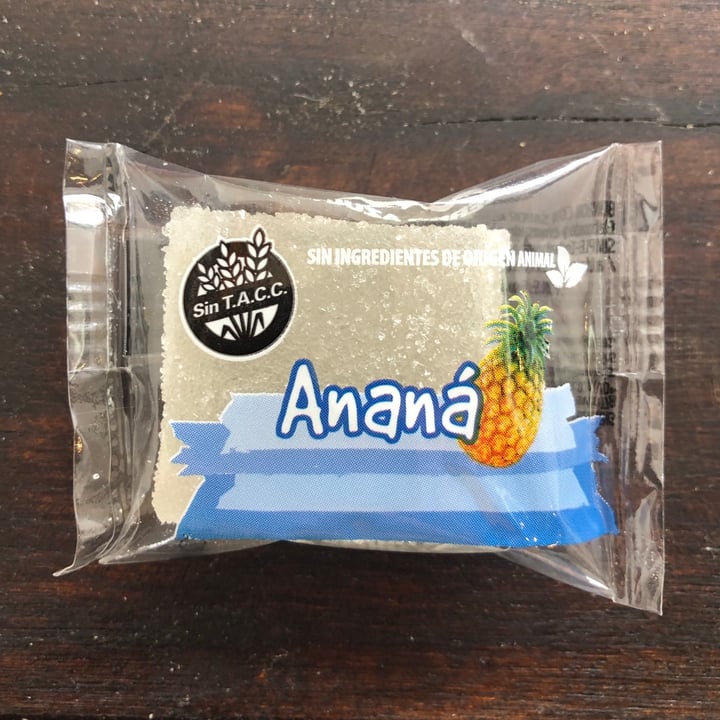 SIN INGREDIENTES DE ORIGEN ANIMAL
Sin T.A.C.C.
Ananá